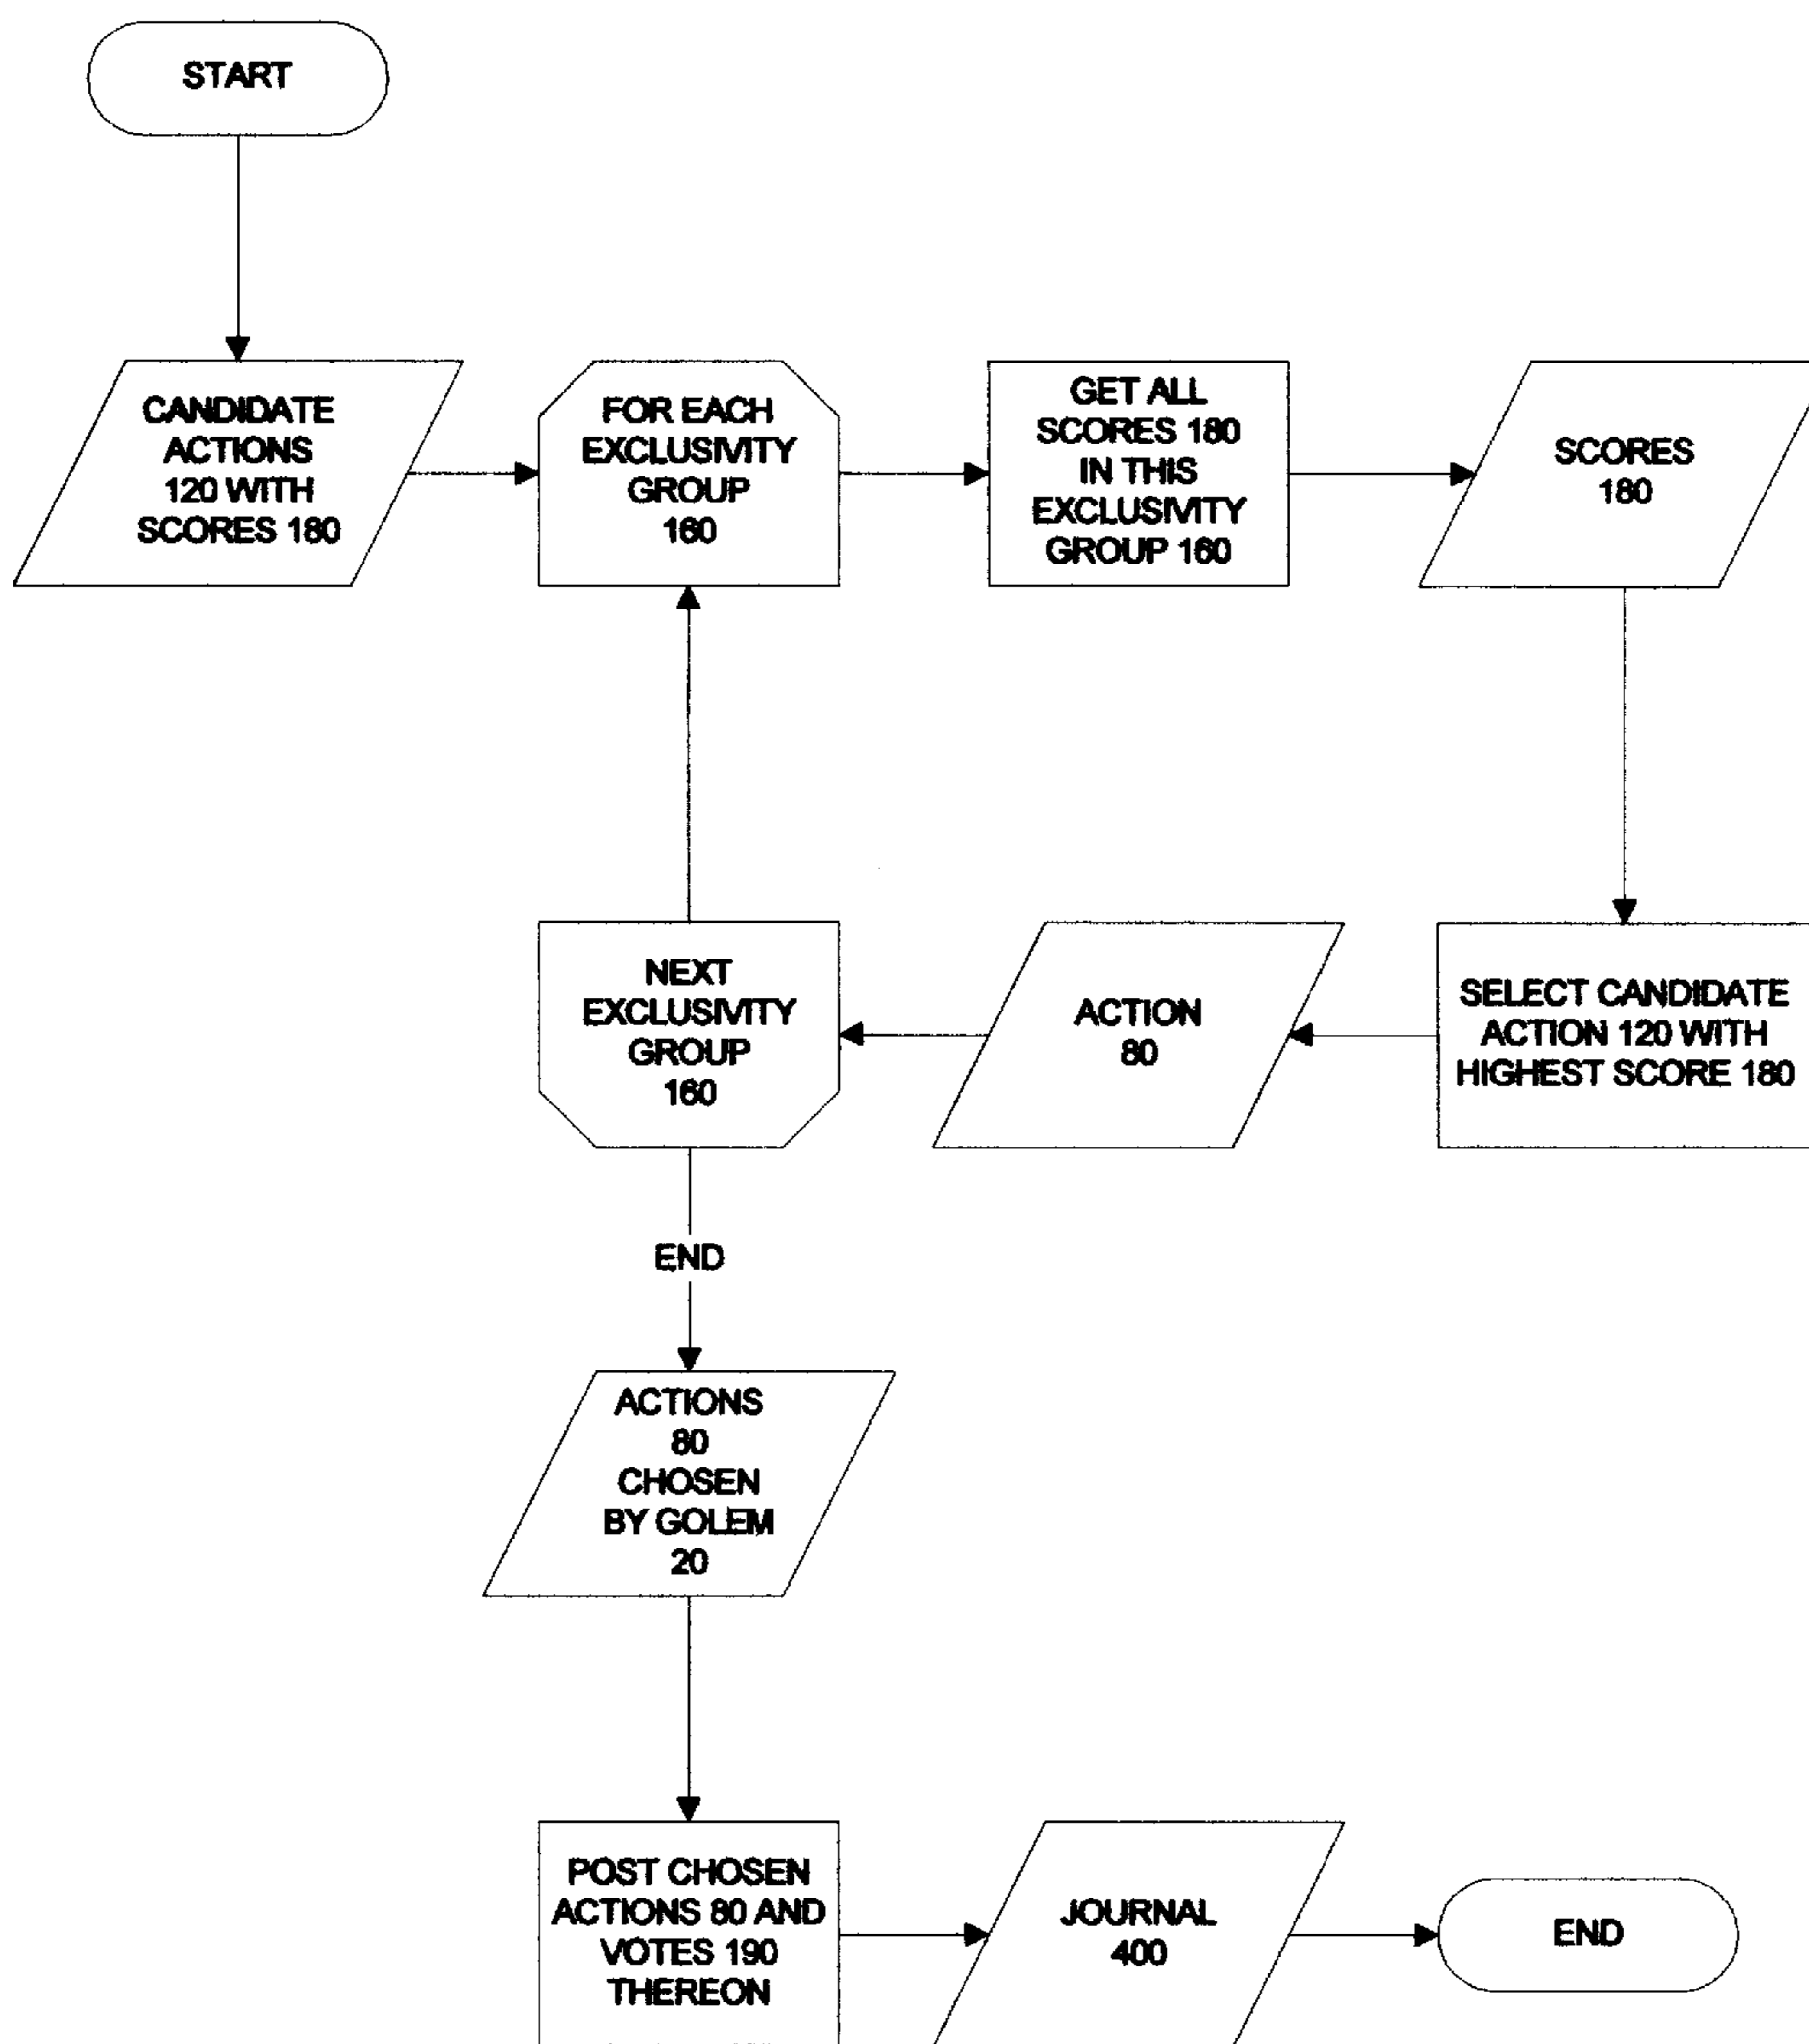 START
CANDIDATE
ACTIONS
120 WITH
SCORES 180
FOR EACH
EXCLUSIVITY
GROUP
160
GET ALL
SCORES 180
IN THIS
EXCLUSIVITY
GROUP 160
SCORES
180
SELECT CANDIDATE
ACTION 120 WITH
HIGHEST SCORE 180
ACTION
80
NEXT
EXCLUSIVITY
GROUP
160
END
ACTIONS
80
CHOSEN
BY GOLEM
20
POST CHOSEN
ACTIONS 80 AND
VOTES 190
THEREON
JOURNAL
400
END